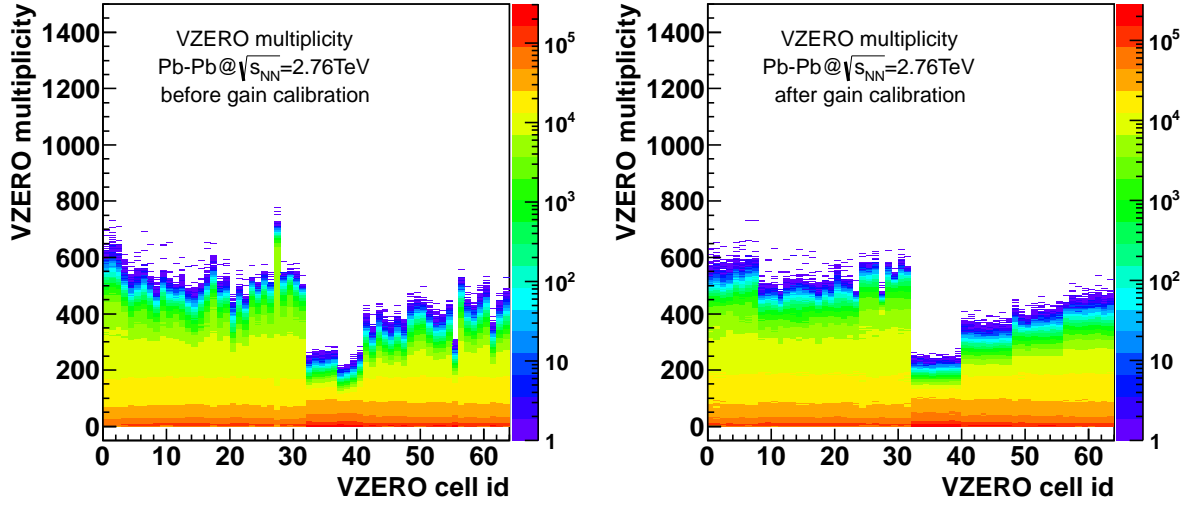 VZERO multiplicity
1400
1200
1000
800
600
400
200
0
VZERO multiplicity
Pb-Pb@√s_NN=2.76TeV
before gain calibration
10^5
10^4
10^3
10^2
10
1
0 10 20 30 40 50 60
VZERO cell id
VZERO multiplicity
1400
1200
1000
800
600
400
200
0
VZERO multiplicity
Pb-Pb@√s_NN=2.76TeV
after gain calibration
10^5
10^4
10^3
10^2
10
1
0 10 20 30 40 50 60
VZERO cell id